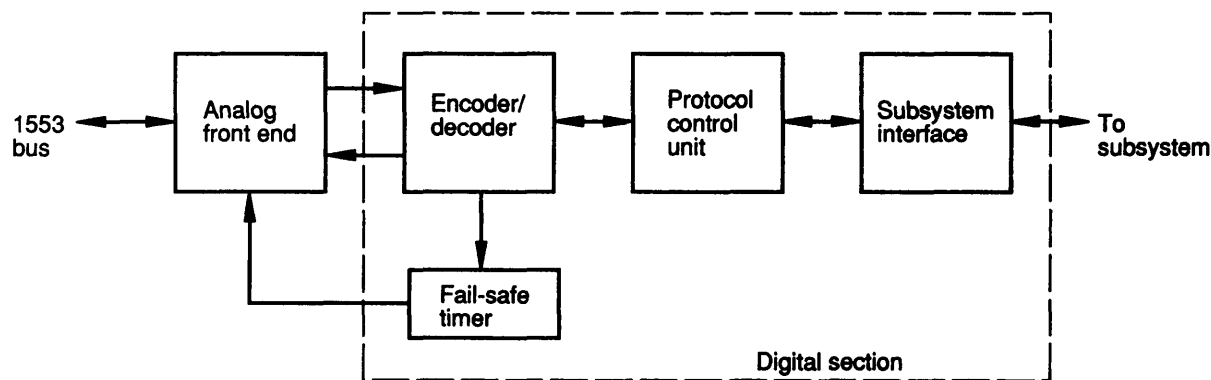 1553
bus
Analog
front end
Encoder/
decoder
Protocol
control
unit
Subsystem
interface
To
subsystem
Fail-safe
timer
Digital section